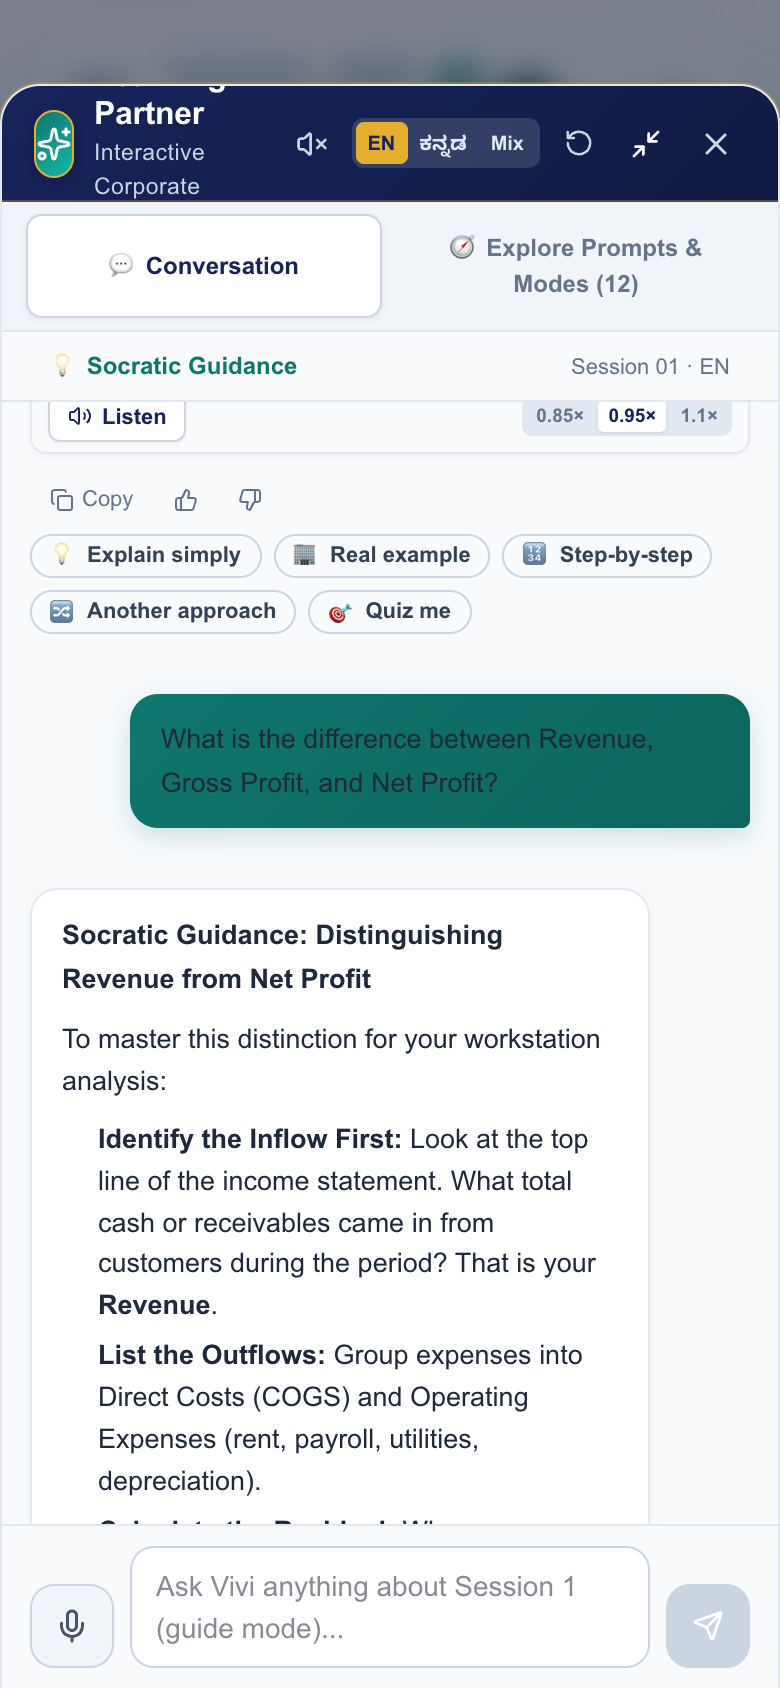 Partner
Interactive
Corporate
EN ಕನ್ನಡ Mix
Conversation
Explore Prompts &
Modes (12)
Socratic Guidance
Session 01 · EN
Listen
0.85× 0.95× 1.1×
Copy
Explain simply
Real example
Step-by-step
Another approach
Quiz me
What is the difference between Revenue,
Gross Profit, and Net Profit?
Socratic Guidance: Distinguishing
Revenue from Net Profit
To master this distinction for your workstation
analysis:
Identify the Inflow First: Look at the top
line of the income statement. What total
cash or receivables came in from
customers during the period? That is your
Revenue.
List the Outflows: Group expenses into
Direct Costs (COGS) and Operating
Expenses (rent, payroll, utilities,
depreciation).
Ask Vivi anything about Session 1
(guide mode)...